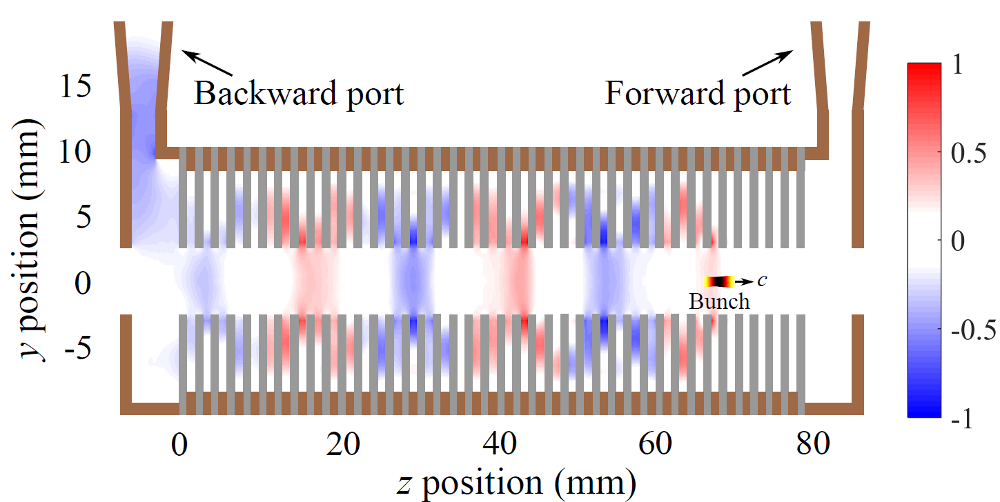 Backward port
Forward port
y position (mm)
15
10
5
0
-5
Bunch
c
0
20
40
60
80
z position (mm)
1
0.5
0
-0.5
-1